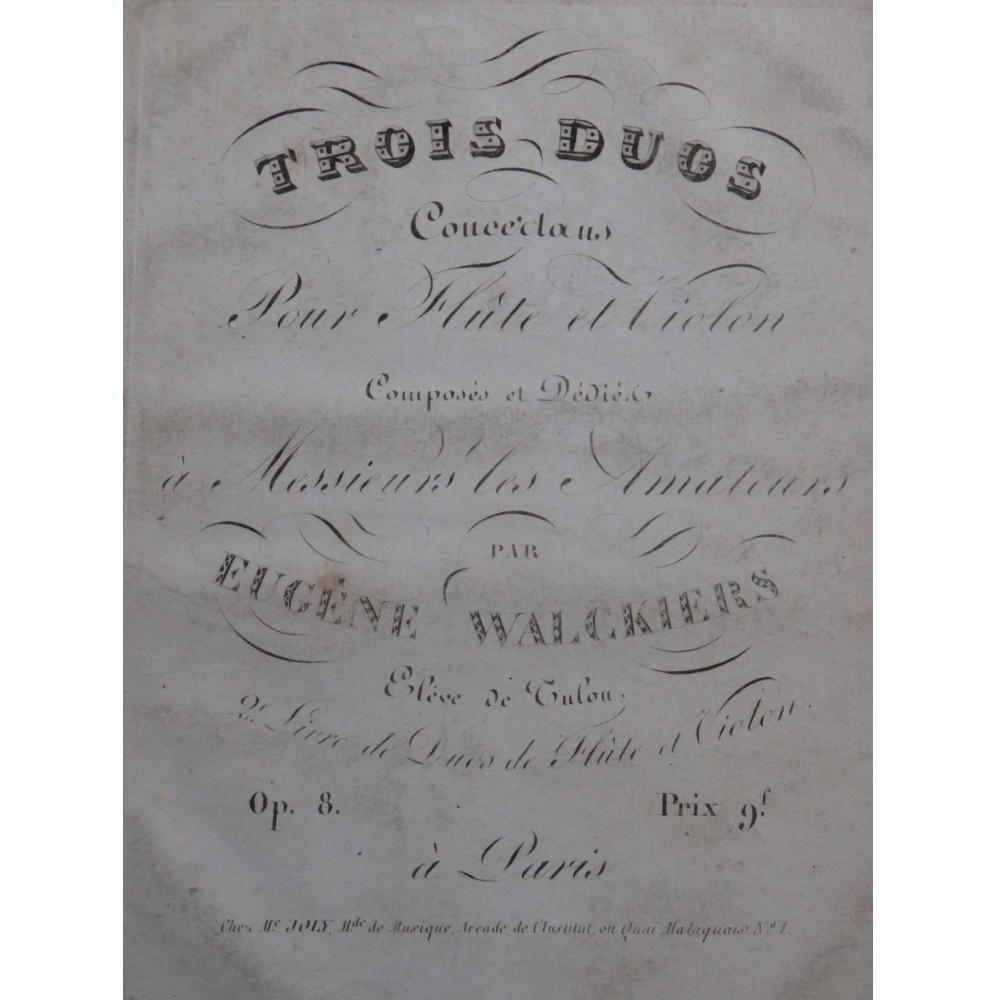 TROIS DUOS
Concertans
Pour Flûte et Violon
Composés et Dédiés
à Messieurs les Amateurs
PAR
EUGÈNE WALCKIERS
Elève de Tulou.
2e. Livre de Duos de Flûte et Violon.
Op. 8. Prix 9f.
à Paris
Chez Me. JOLY, Mde. de Musique, Arcade de l'Institut, ou Quai Malaquais No. 1.